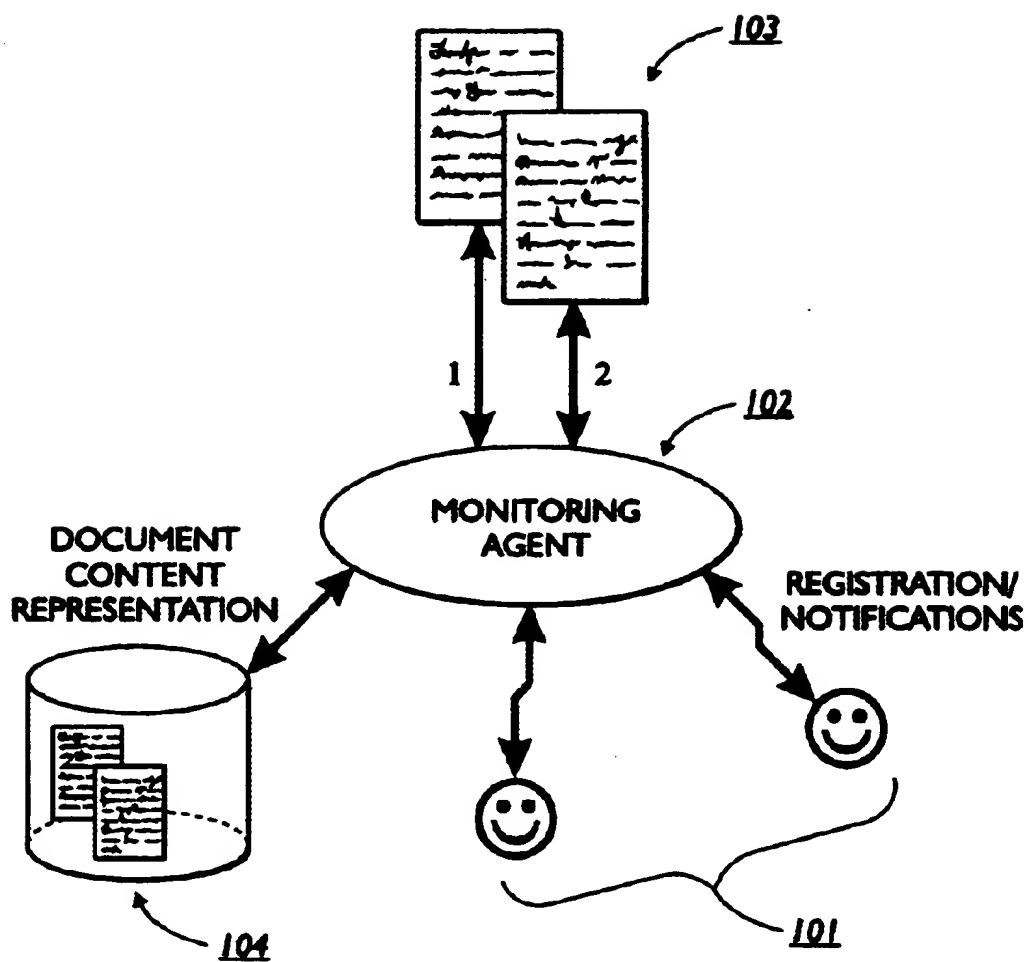 103
1
2
102
MONITORING
AGENT
DOCUMENT
CONTENT
REPRESENTATION
REGISTRATION/
NOTIFICATIONS
104
101